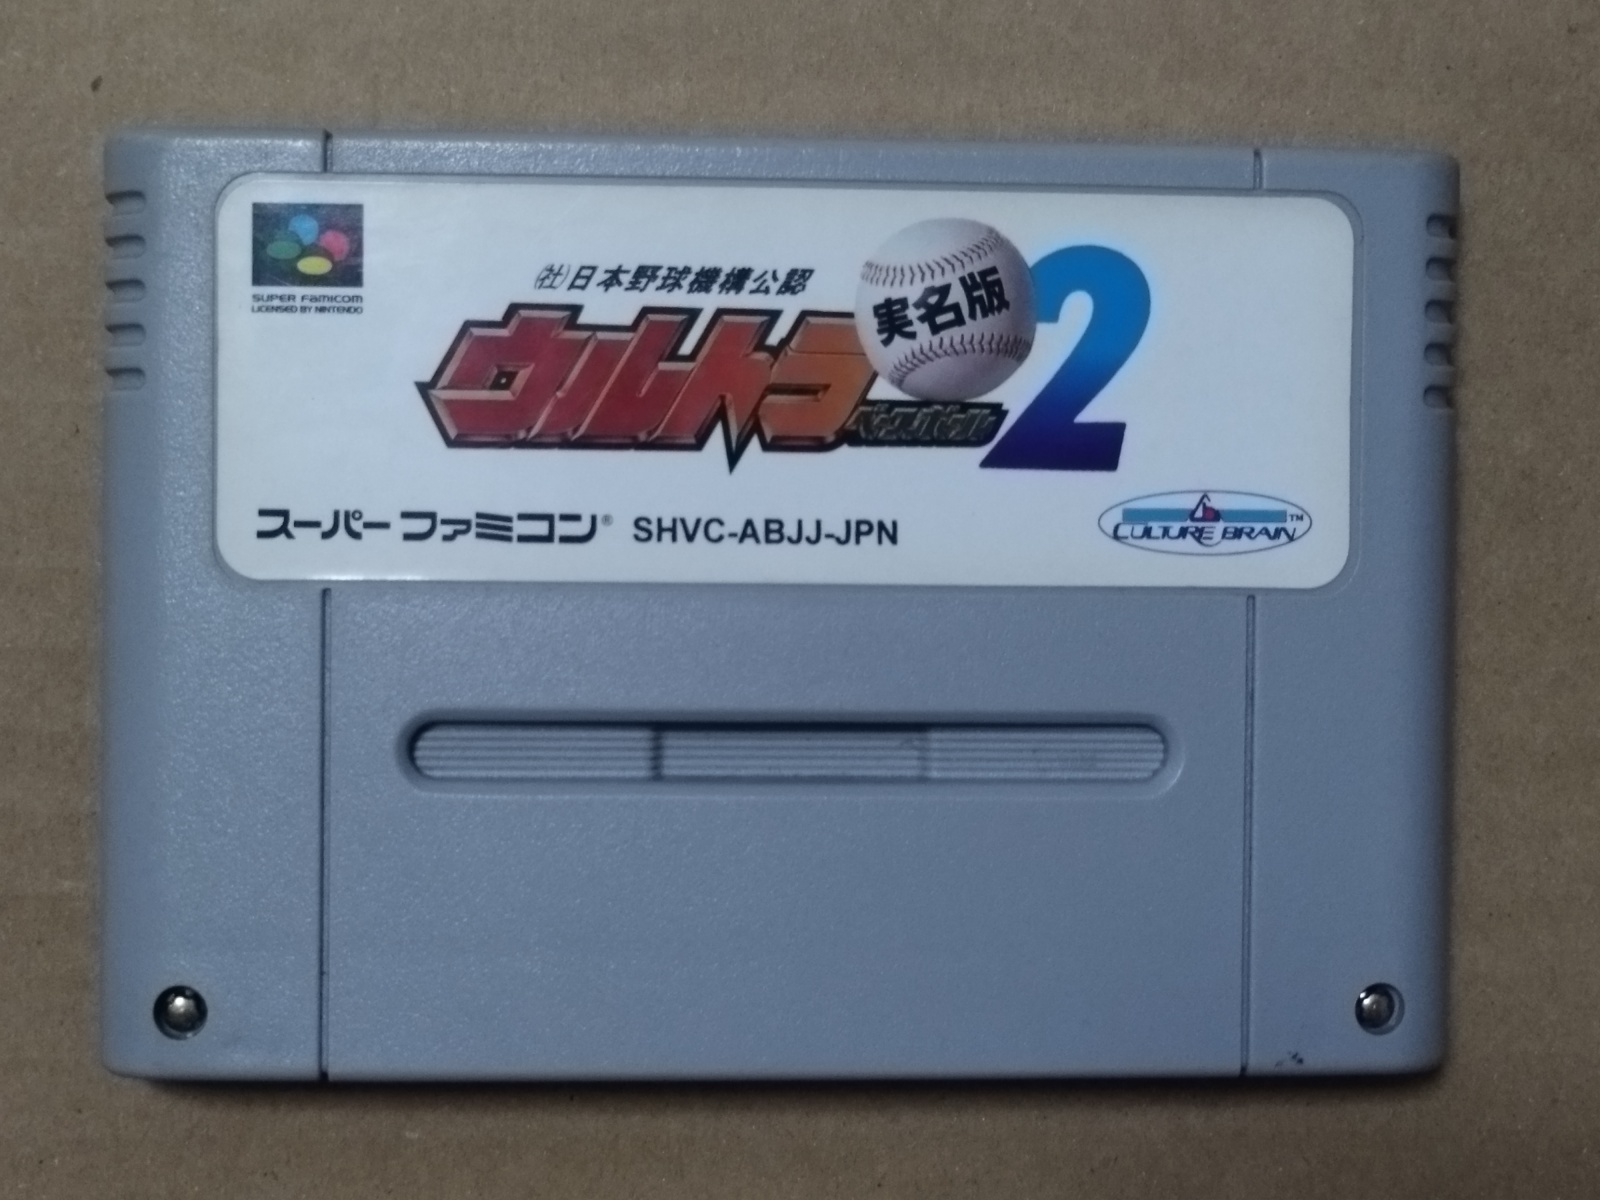 SUPER FAMICOM
LICENSED BY NINTENDO
(社)日本野球機構公認
ウルトラ
ベースボール
実名版
2
スーパーファミコン® SHVC-ABJJ-JPN
CULTURE BRAIN™